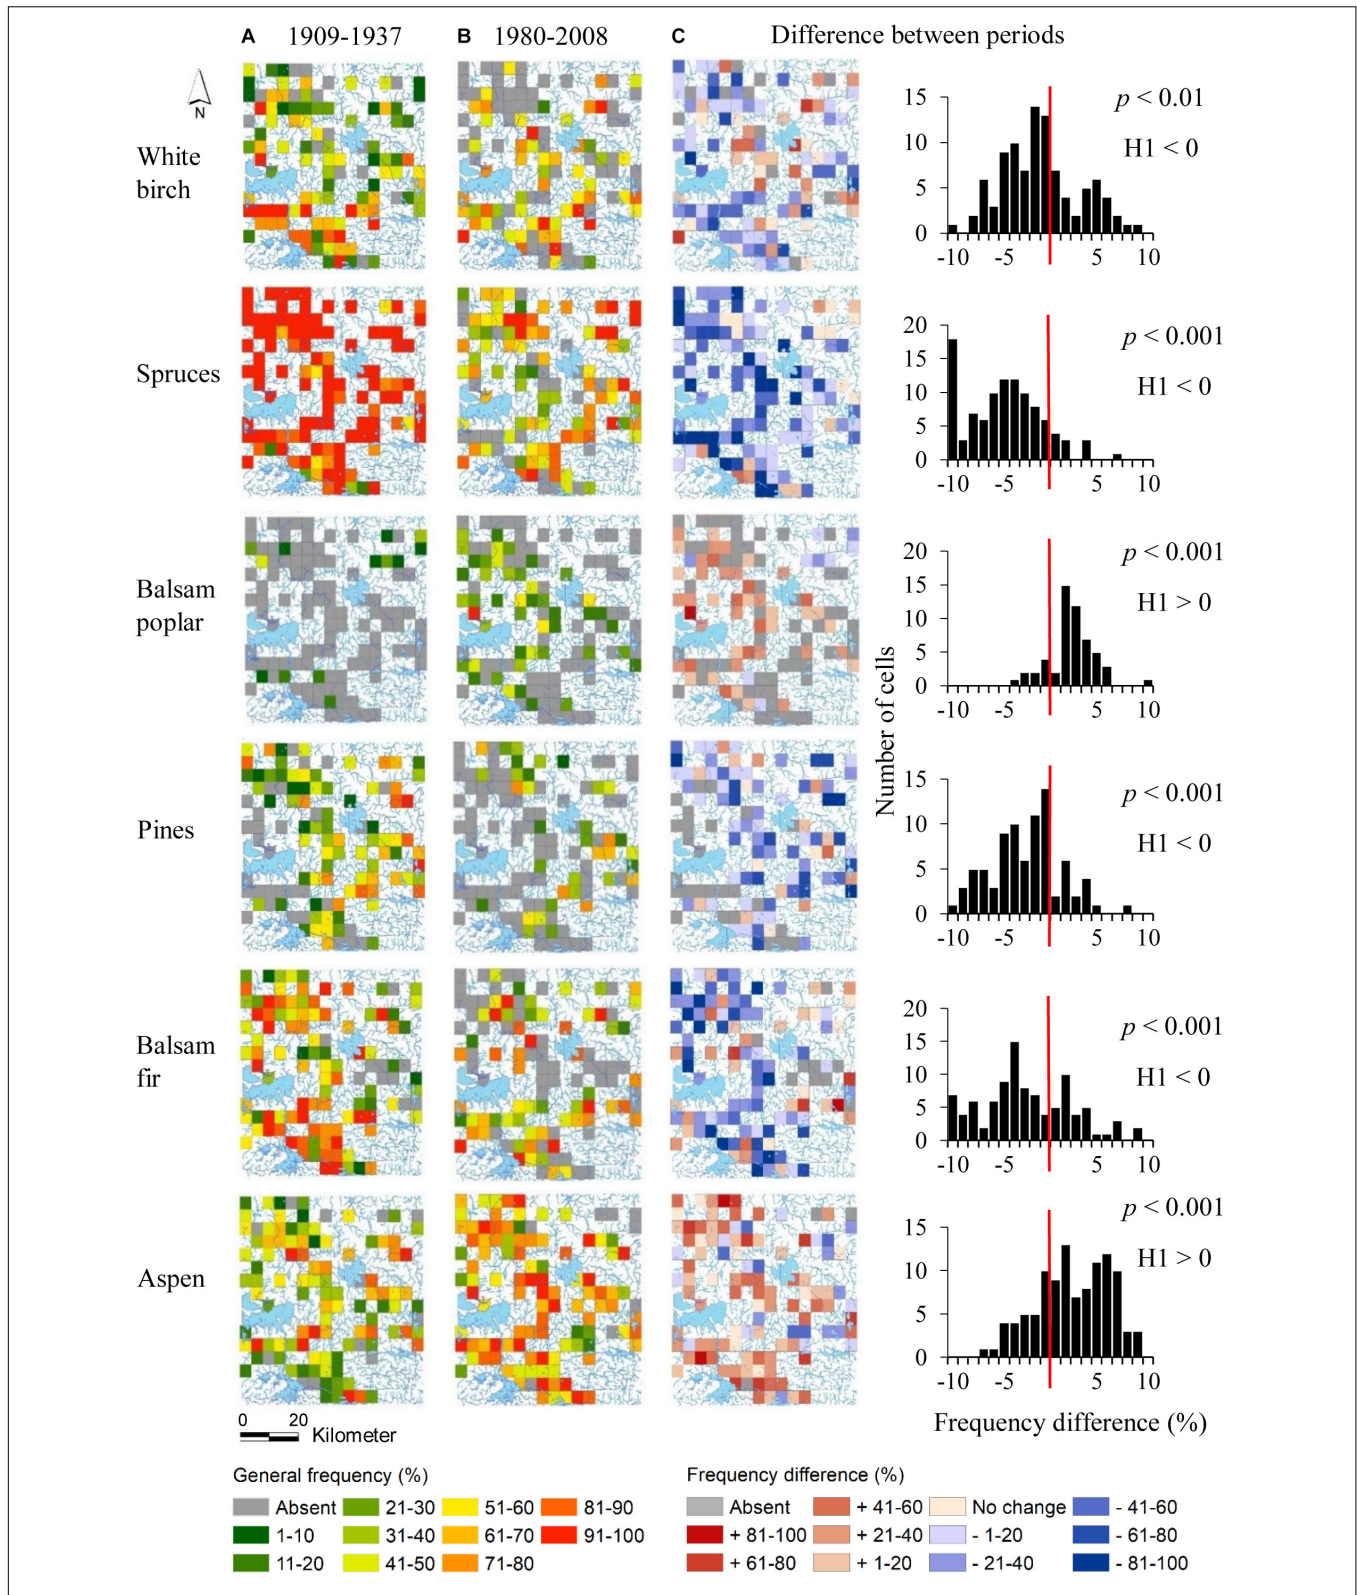 A 1909-1937 B 1980-2008 C Difference between periods
N
White
birch
15
10
5
0
-10 -5 5 10
p < 0.01
H1 < 0
Spruces
20
15
10
5
0
-10 -5 5 10
p < 0.001
H1 < 0
Balsam
poplar
20
15
10
5
0
-10 -5 5 10
p < 0.001
H1 > 0
Number of cells
Pines
15
10
5
0
-10 -5 5 10
p < 0.001
H1 < 0
Balsam
fir
20
15
10
5
0
-10 -5 5 10
p < 0.001
H1 < 0
Aspen
15
10
5
0
-10 -5 5 10
p < 0.001
H1 > 0
Frequency difference (%)
0 20
Kilometer
General frequency (%)
Absent 21-30 51-60 81-90
1-10 31-40 61-70 91-100
11-20 41-50 71-80
Frequency difference (%)
Absent + 41-60 No change - 41-60
+ 81-100 + 21-40 - 1-20 - 61-80
+ 61-80 + 1-20 - 21-40 - 81-100